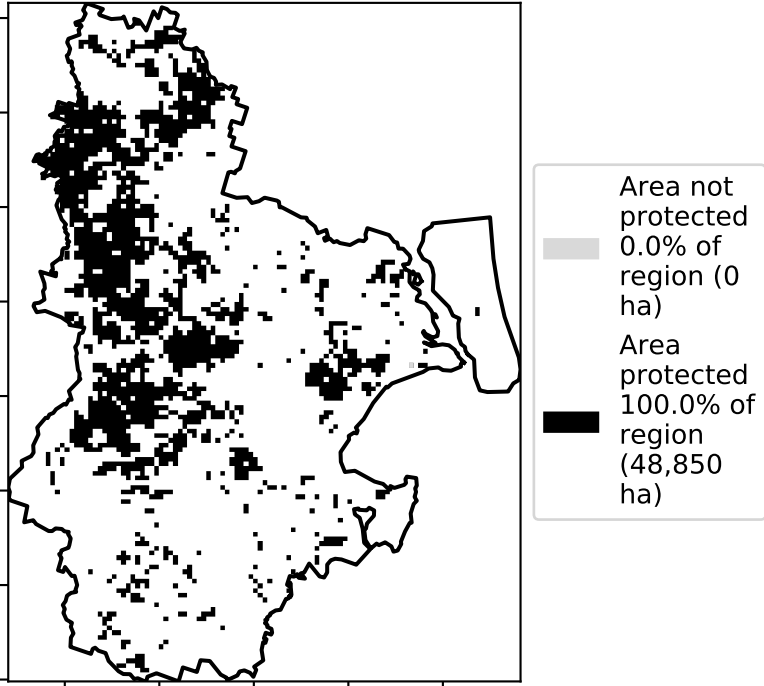 Area not
protected
0.0% of
region (0
ha)
Area
protected
100.0% of
region
(48,850
ha)